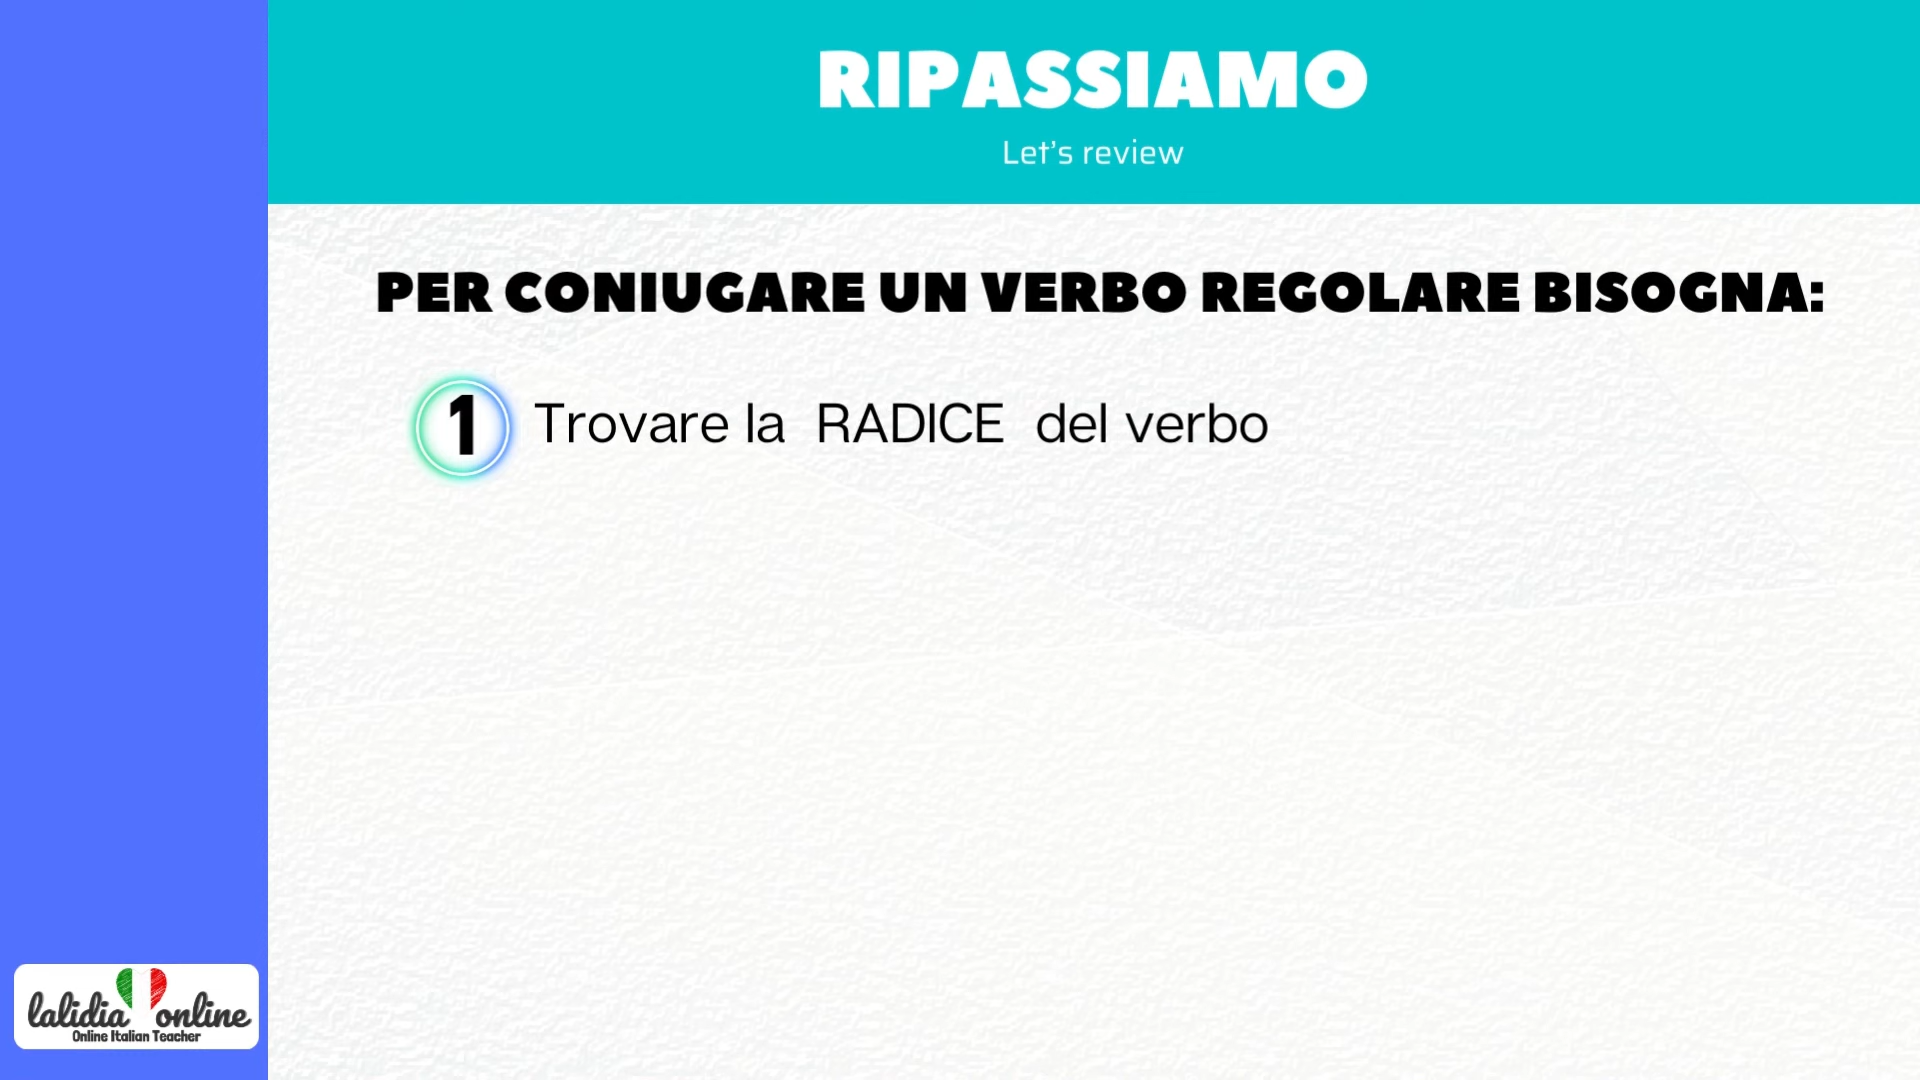 RIPASSIAMO
Let's review
PER CONIUGARE UN VERBO REGOLARE BISOGNA:
1 Trovare la RADICE del verbo
lalidia online
Online Italian Teacher